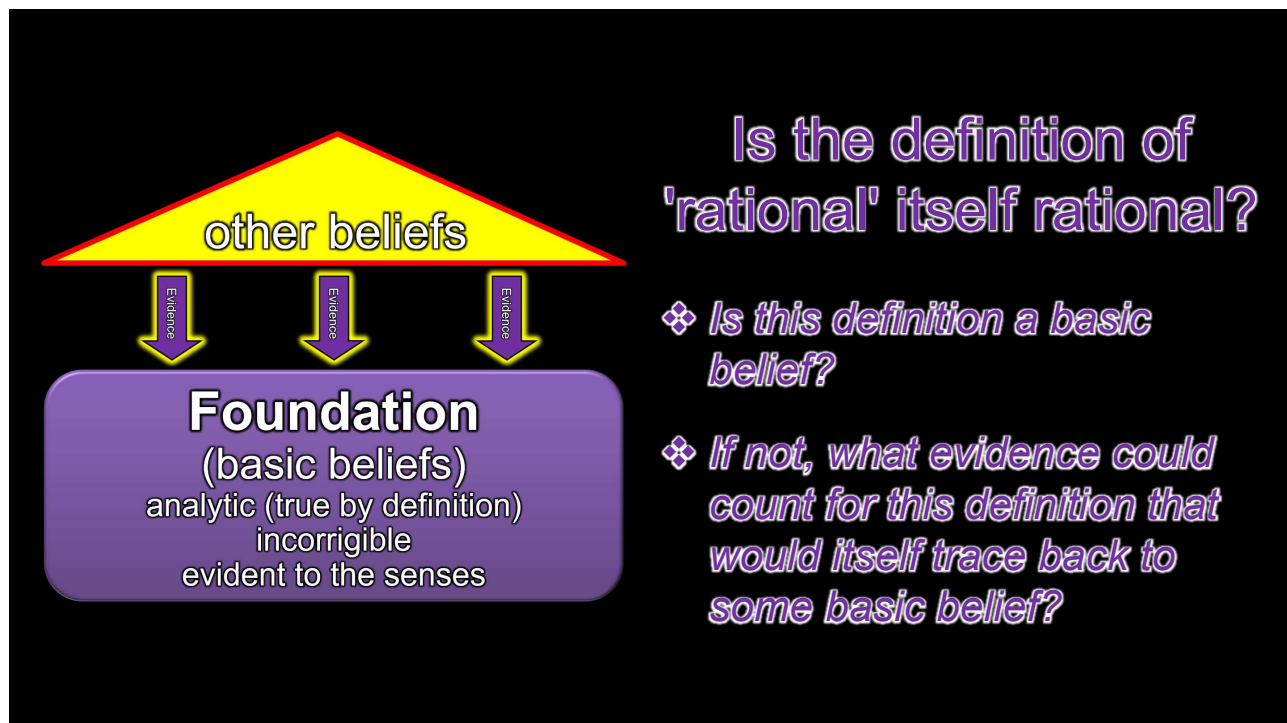 other beliefs
Evidence
Evidence
Evidence
Foundation
(basic beliefs)
analytic (true by definition)
incorrigible
evident to the senses
Is the definition of
'rational' itself rational?
❖ Is this definition a basic
belief?
❖ If not, what evidence could
count for this definition that
would itself trace back to
some basic belief?